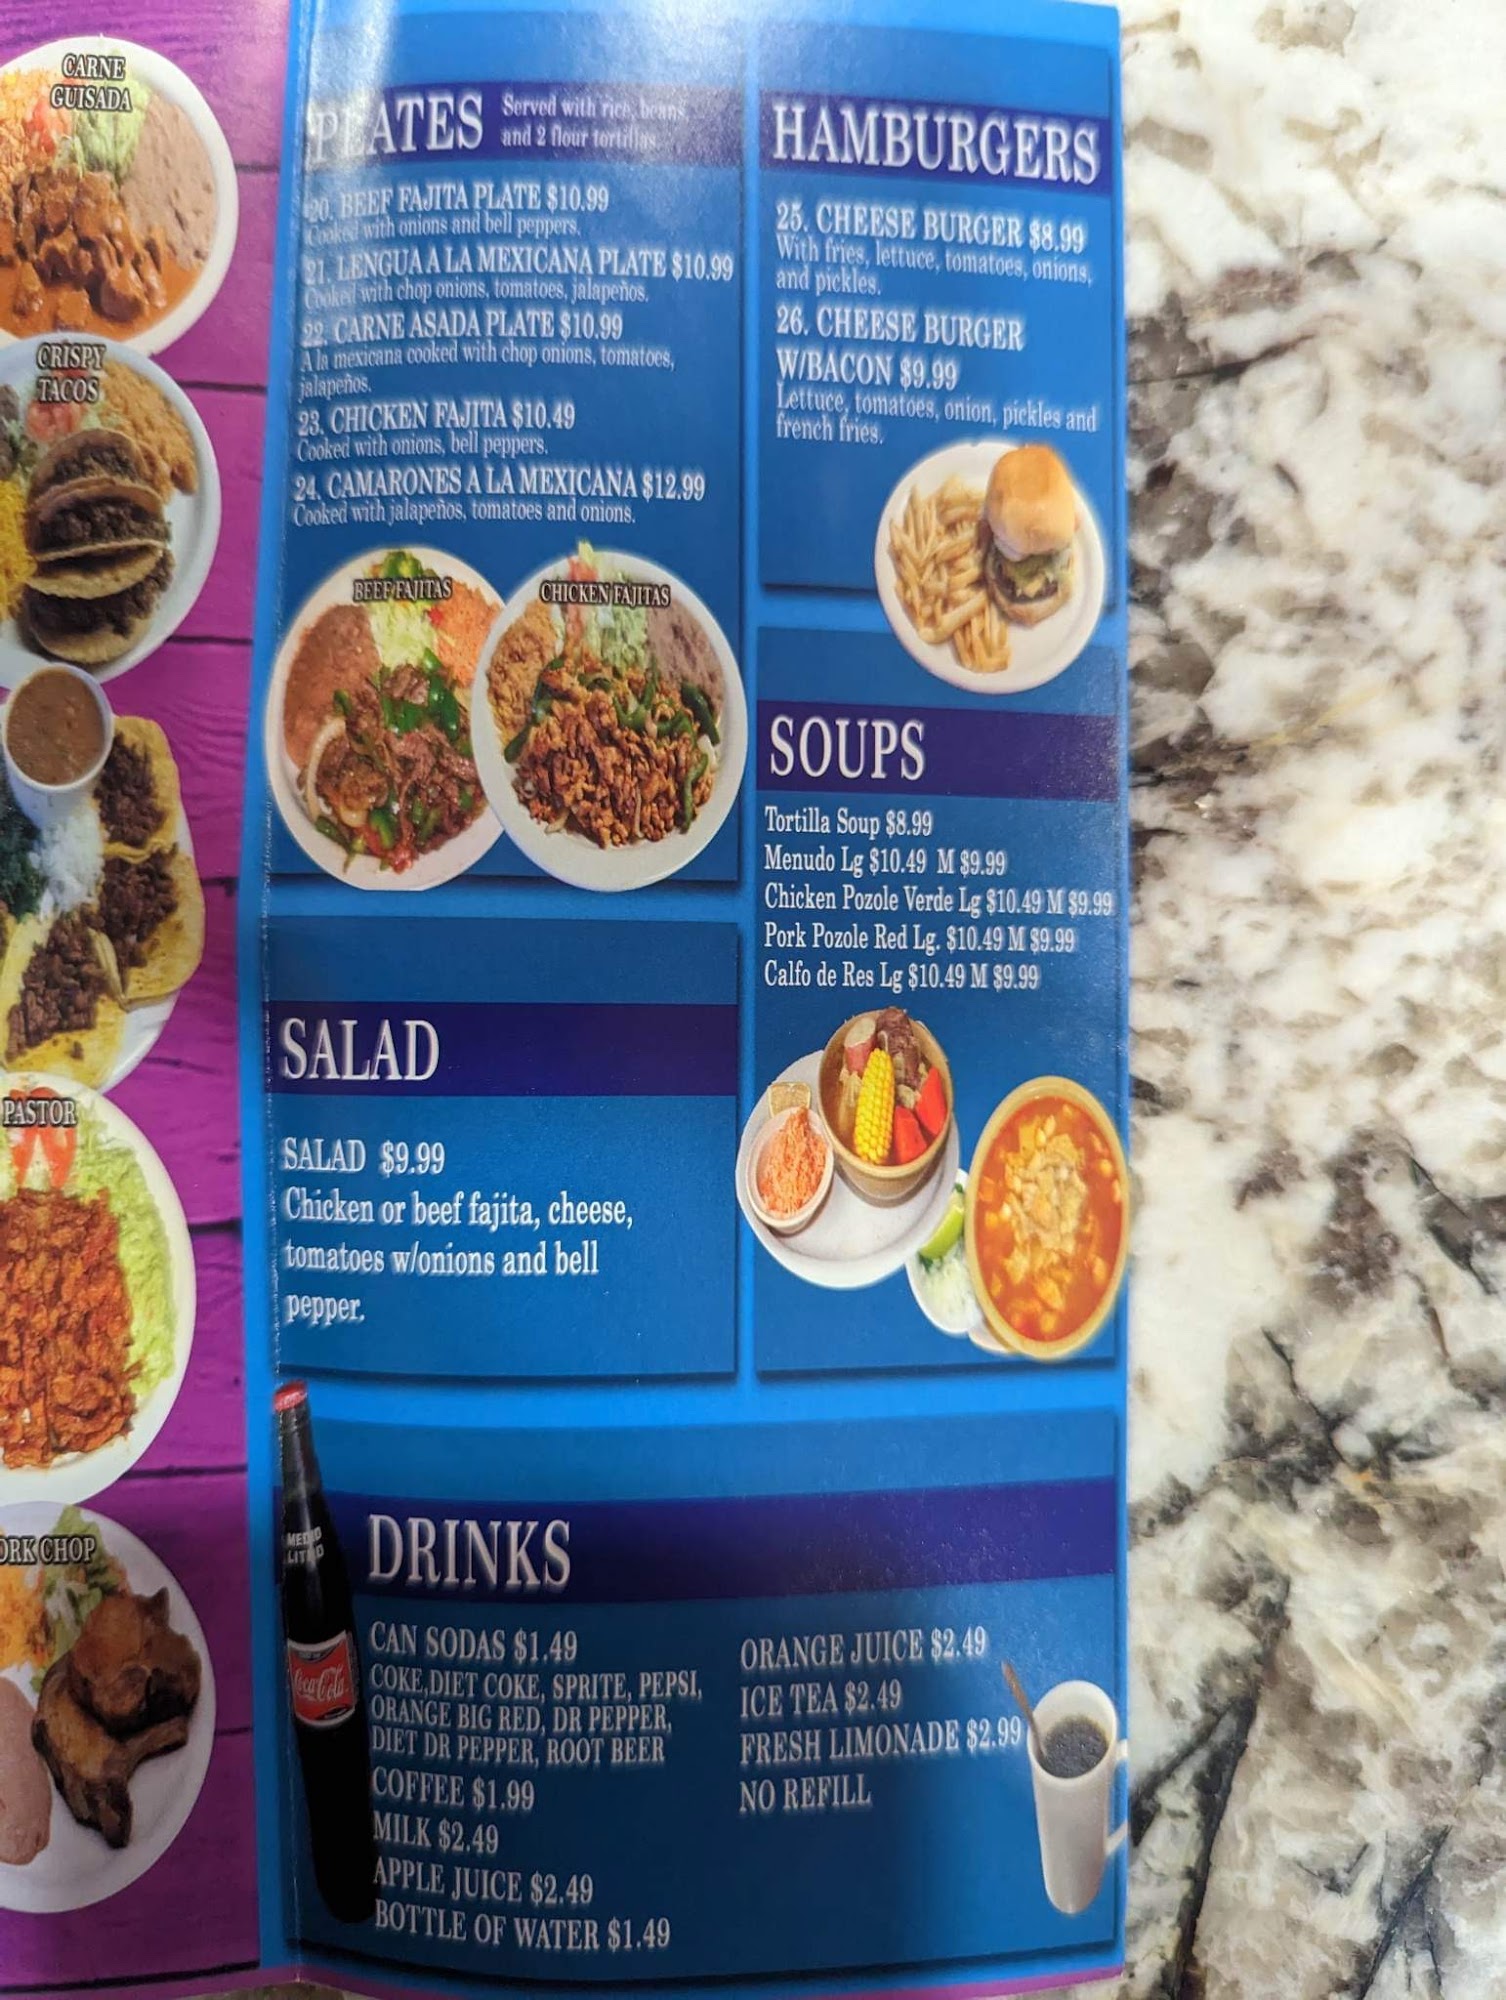 CARNE
GUISADA
CRISPY
TACOS
PASTOR
ORK CHOP
PLATES
Served with rice, beans,
and 2 flour tortillas.
20. BEEF FAJITA PLATE $10.99
Cooked with onions and bell peppers.
21. LENGUA A LA MEXICANA PLATE $10.99
Cooked with chop onions, tomatoes, jalapeños.
22. CARNE ASADA PLATE $10.99
A la mexicana cooked with chop onions, tomatoes,
jalapeños.
23. CHICKEN FAJITA $10.49
Cooked with onions, bell peppers.
24. CAMARONES A LA MEXICANA $12.99
Cooked with jalapeños, tomatoes and onions.
BEEF FAJITAS
CHICKEN FAJITAS
SALAD
SALAD $9.99
Chicken or beef fajita, cheese,
tomatoes w/onions and bell
pepper.
HAMBURGERS
25. CHEESE BURGER $8.99
With fries, lettuce, tomatoes, onions,
and pickles.
26. CHEESE BURGER
W/BACON $9.99
Lettuce, tomatoes, onion, pickles and
french fries.
SOUPS
Tortilla Soup $8.99
Menudo Lg $10.49 M $9.99
Chicken Pozole Verde Lg $10.49 M $9.99
Pork Pozole Red Lg. $10.49 M $9.99
Calfo de Res Lg $10.49 M $9.99
MEDIO
LITRO
Coca-Cola
DRINKS
CAN SODAS $1.49
COKE,DIET COKE, SPRITE, PEPSI,
ORANGE BIG RED, DR PEPPER,
DIET DR PEPPER, ROOT BEER
COFFEE $1.99
MILK $2.49
APPLE JUICE $2.49
BOTTLE OF WATER $1.49
ORANGE JUICE $2.49
ICE TEA $2.49
FRESH LIMONADE $2.99
NO REFILL